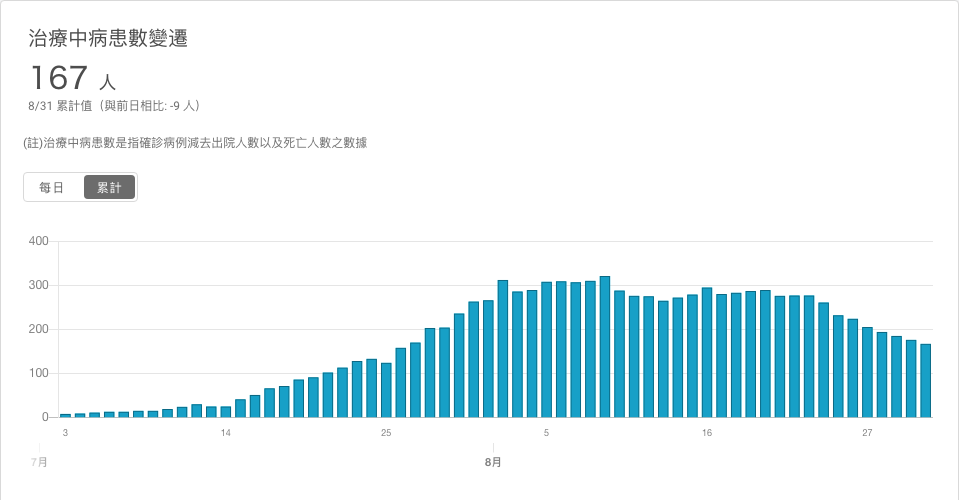 治療中病患數變遷
167 人
8/31 累計值（與前日相比: -9 人）
(註)治療中病患數是指確診病例減去出院人數以及死亡人數之數據
每日 累計
400
300
200
100
0
3 14 25 5 16 27
7月 8月